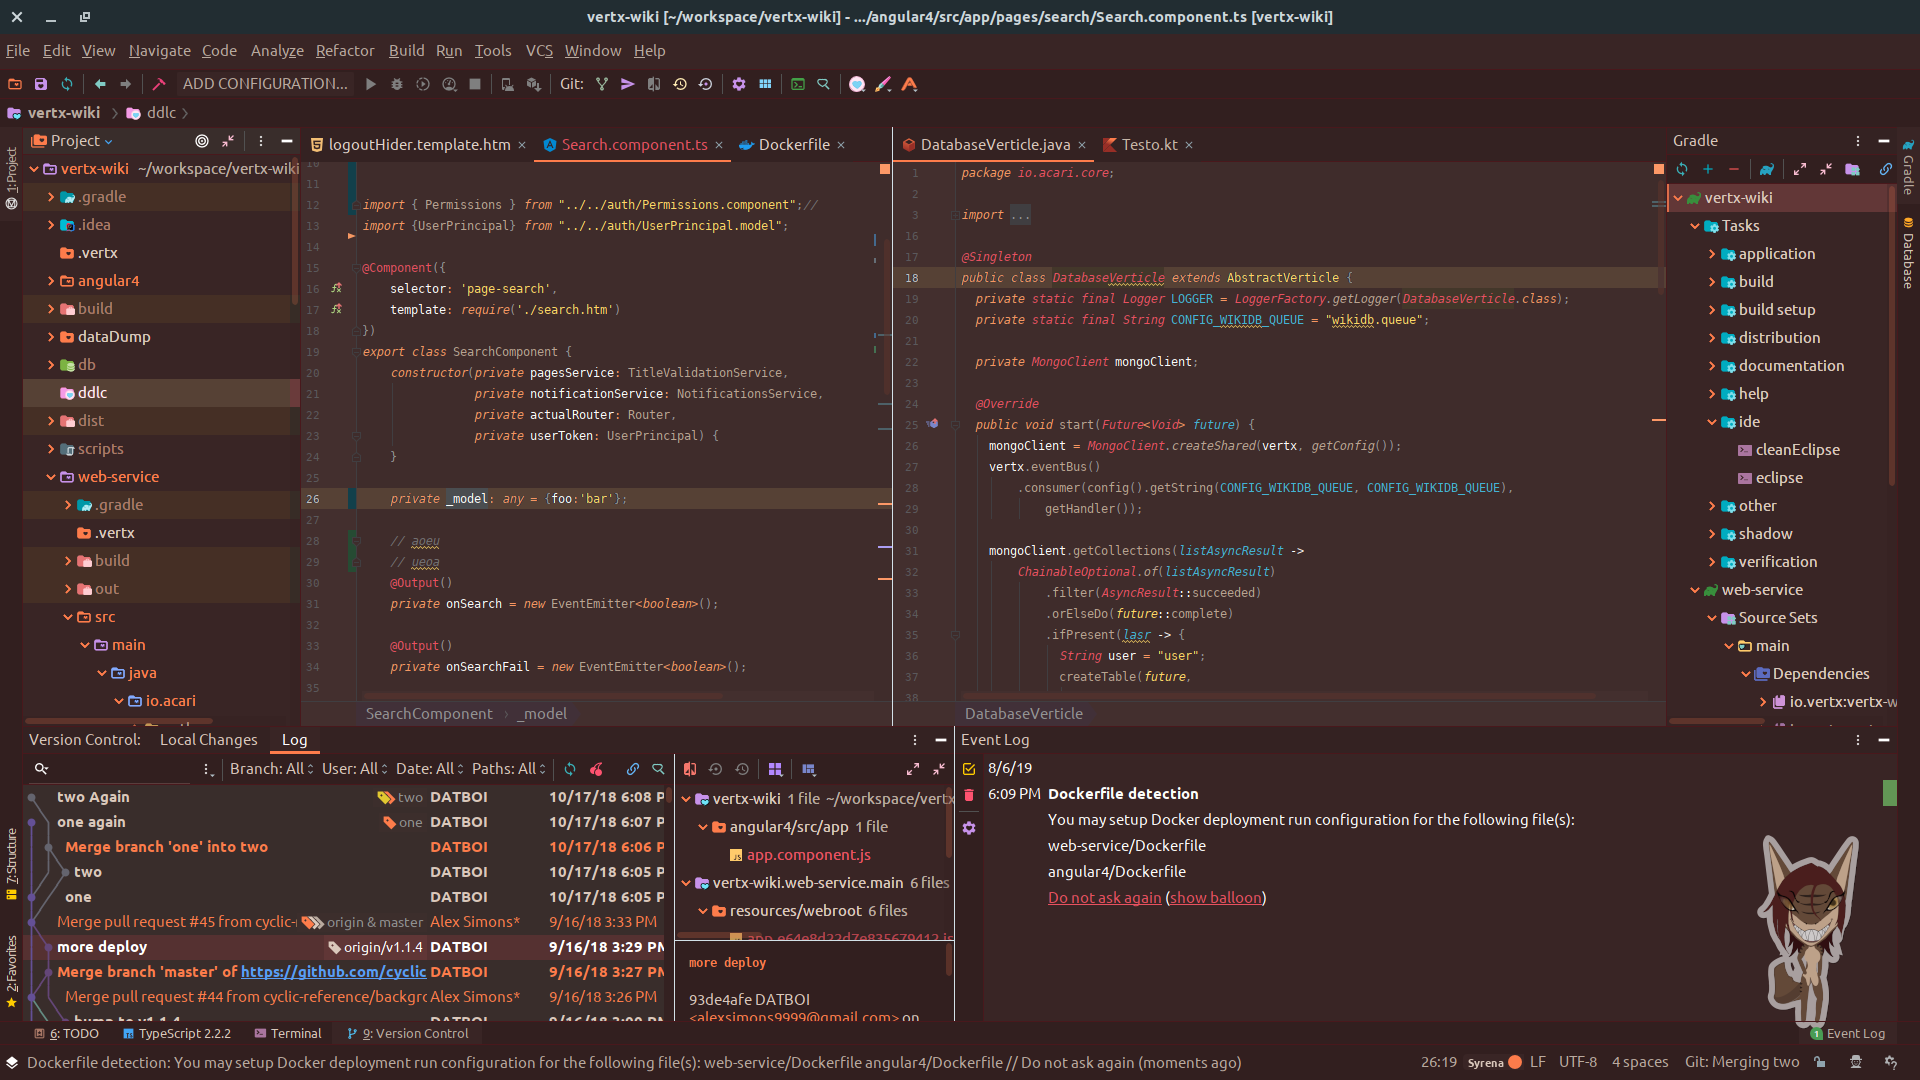 vertx-wiki [~/workspace/vertx-wiki] - .../angular4/src/app/pages/search/Search.component.ts [vertx-wiki]
File Edit View Navigate Code Analyze Refactor Build Run Tools VCS Window Help
ADD CONFIGURATION... Git:
vertx-wiki ddlc
1: Project
Project
vertx-wiki ~/workspace/vertx-wiki
.gradle
.idea
.vertx
angular4
build
dataDump
db
ddlc
dist
scripts
web-service
.gradle
.vertx
build
out
src
main
java
io.acari
logoutHider.template.htm × Search.component.ts × Dockerfile ×
10
11
12 import { Permissions } from "../../auth/Permissions.component";//
13 import {UserPrincipal} from "../../auth/UserPrincipal.model";
14
15 @Component({
16 selector: 'page-search',
17 template: require('./search.htm')
18 })
19 export class SearchComponent {
20 constructor(private pagesService: TitleValidationService,
21 private notificationService: NotificationsService,
22 private actualRouter: Router,
23 private userToken: UserPrincipal) {
24 }
25
26 private _model: any = {foo:'bar'};
27
28 // aoeu
29 // ueoa
30 @Output()
31 private onSearch = new EventEmitter<boolean>();
32
33 @Output()
34 private onSearchFail = new EventEmitter<boolean>();
35
SearchComponent › _model
DatabaseVerticle.java × Testo.kt ×
1 package io.acari.core;
2
3 import ...
16
17 @Singleton
18 public class DatabaseVerticle extends AbstractVerticle {
19 private static final Logger LOGGER = LoggerFactory.getLogger(DatabaseVerticle.class);
20 private static final String CONFIG_WIKIDB_QUEUE = "wikidb.queue";
21
22 private MongoClient mongoClient;
23
24 @Override
25 public void start(Future<Void> future) {
26 mongoClient = MongoClient.createShared(vertx, getConfig());
27 vertx.eventBus()
28 .consumer(config().getString(CONFIG_WIKIDB_QUEUE, CONFIG_WIKIDB_QUEUE),
29 getHandler());
30
31 mongoClient.getCollections(listAsyncResult ->
32 ChainableOptional.of(listAsyncResult)
33 .filter(AsyncResult::succeeded)
34 .orElseDo(future::complete)
35 .ifPresent(lasr -> {
36 String user = "user";
37 createTable(future,
38
DatabaseVerticle
Gradle
vertx-wiki
Tasks
application
build
build setup
distribution
documentation
help
ide
cleanEclipse
eclipse
other
shadow
verification
web-service
Source Sets
main
Dependencies
io.vertx:vertx-w
Gradle
Database
7: Structure
2: Favorites
Version Control: Local Changes Log
Branch: All User: All Date: All Paths: All
two Again two DATBOI 10/17/18 6:08 P
one again one DATBOI 10/17/18 6:07 P
Merge branch 'one' into two DATBOI 10/17/18 6:06 P
two DATBOI 10/17/18 6:05 P
one DATBOI 10/17/18 6:05 P
Merge pull request #45 from cyclic-r origin & master Alex Simons* 9/16/18 3:33 PM
more deploy origin/v1.1.4 DATBOI 9/16/18 3:29 PM
Merge branch 'master' of https://github.com/cyclic DATBOI 9/16/18 3:27 PM
Merge pull request #44 from cyclic-reference/backgro Alex Simons* 9/16/18 3:26 PM
bump to v1.1.4 DATBOI 9/16/18 3:00 PM
vertx-wiki 1 file ~/workspace/vertx
angular4/src/app 1 file
app.component.js
vertx-wiki.web-service.main 6 files
resources/webroot 6 files
app.e64e8d22d7e835679412.js
more deploy
93de4afe DATBOI
<alexsimons9999@gmail.com> on
Event Log
8/6/19
6:09 PM Dockerfile detection
You may setup Docker deployment run configuration for the following file(s):
web-service/Dockerfile
angular4/Dockerfile
Do not ask again (show balloon)
6: TODO TypeScript 2.2.2 Terminal 9: Version Control 1 Event Log
Dockerfile detection: You may setup Docker deployment run configuration for the following file(s): web-service/Dockerfile angular4/Dockerfile // Do not ask again (moments ago) 26:19 Syrena LF UTF-8 4 spaces Git: Merging two